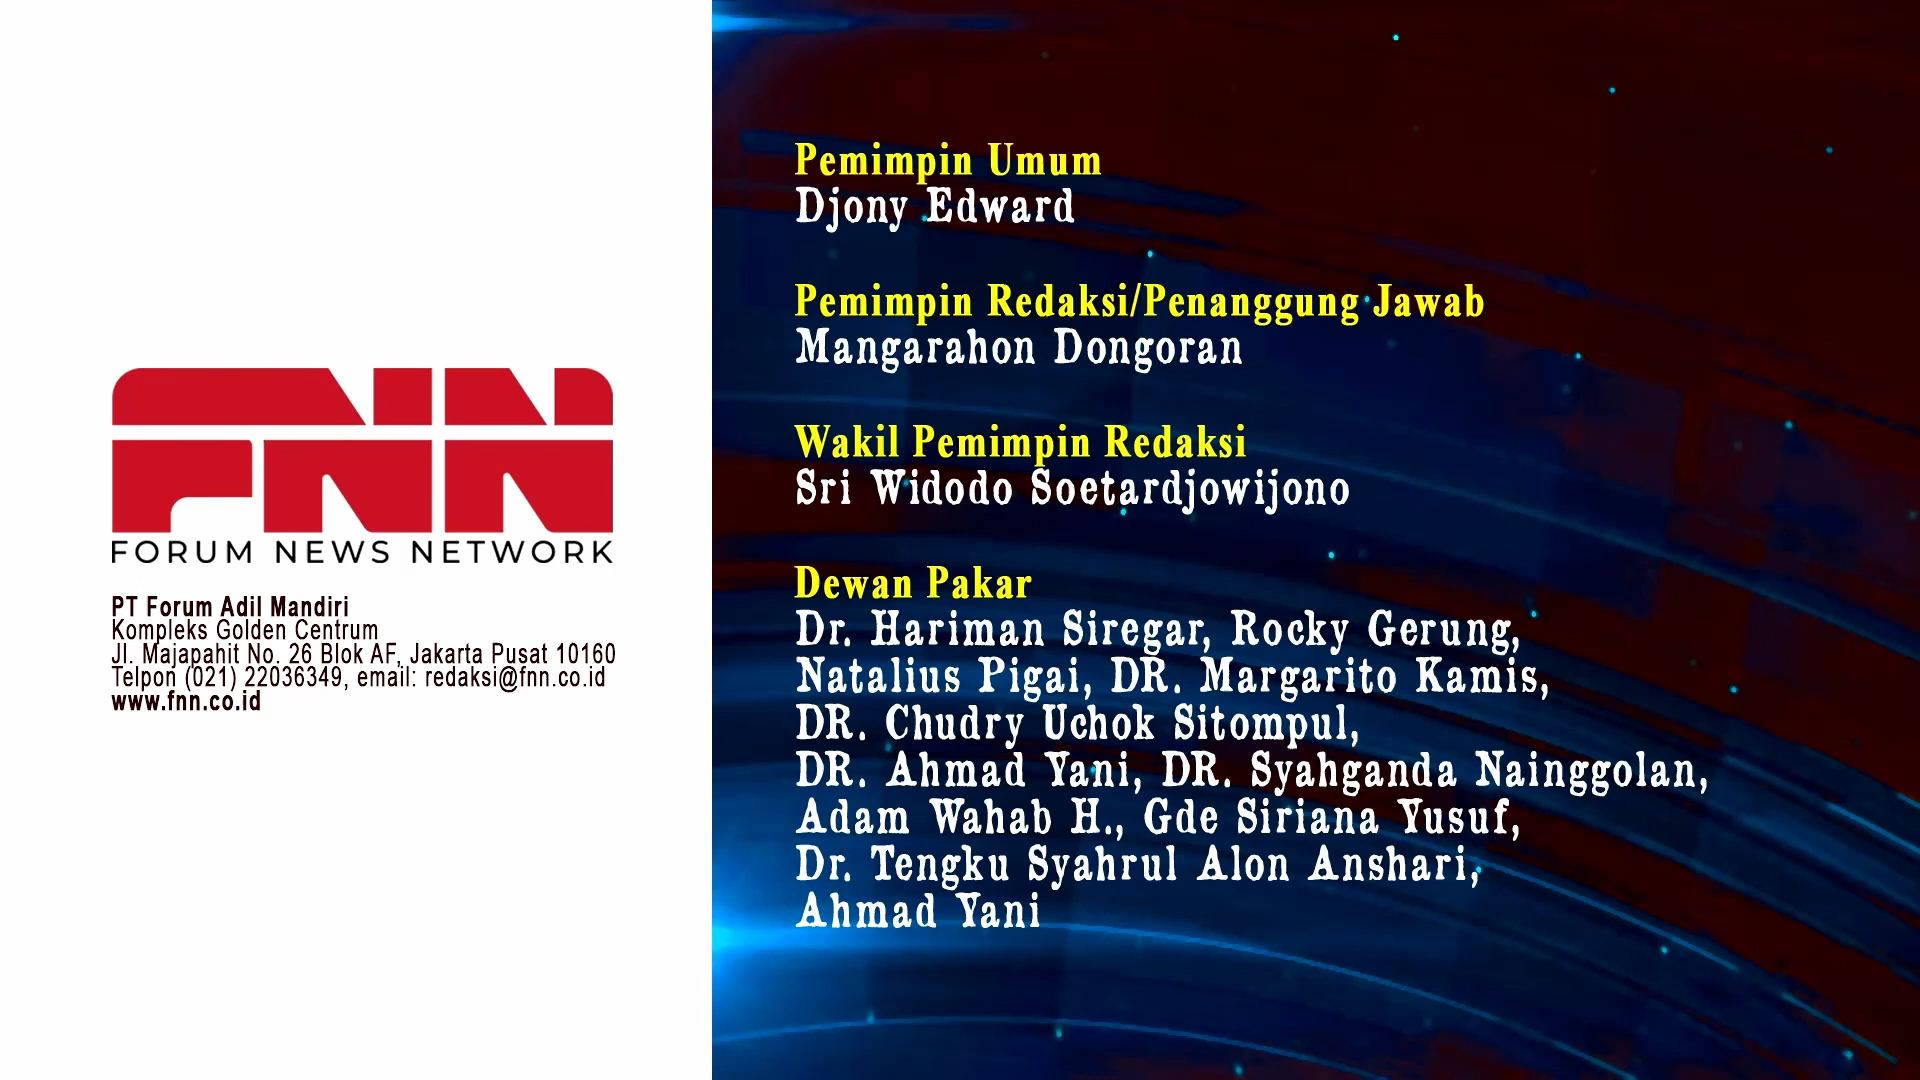 FNN
FORUM NEWS NETWORK
PT Forum Adil Mandiri
Kompleks Golden Centrum
Jl. Majapahit No. 26 Blok AF, Jakarta Pusat 10160
Telpon (021) 22036349, email: redaksi@fnn.co.id
www.fnn.co.id
Pemimpin Umum
Djony Edward
Pemimpin Redaksi/Penanggung Jawab
Mangarahon Dongoran
Wakil Pemimpin Redaksi
Sri Widodo Soetardjowijono
Dewan Pakar
Dr. Hariman Siregar, Rocky Gerung,
Natalius Pigai, DR. Margarito Kamis,
DR. Chudry Uchok Sitompul,
DR. Ahmad Yani, DR. Syahganda Nainggolan,
Adam Wahab H., Gde Siriana Yusuf,
Dr. Tengku Syahrul Alon Anshari,
Ahmad Yani